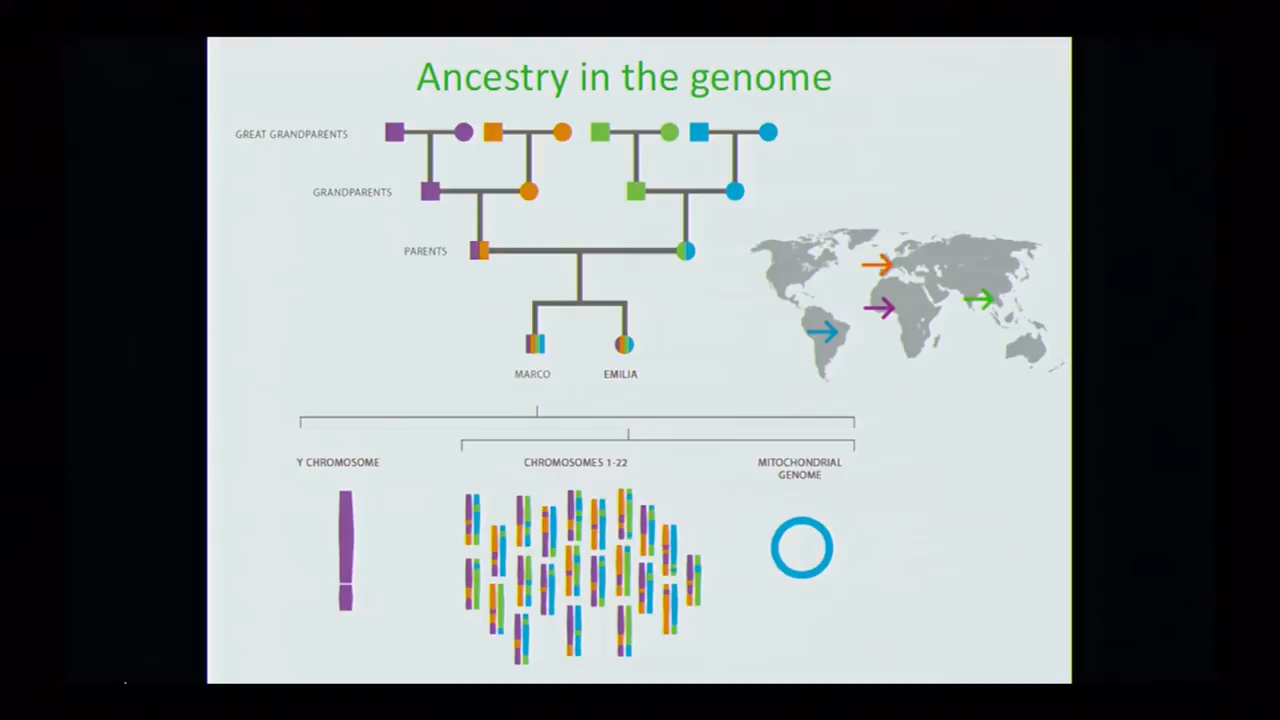 Ancestry in the genome
GREAT GRANDPARENTS
GRANDPARENTS
PARENTS
MARCO
EMILIA
Y CHROMOSOME
CHROMOSOMES 1-22
MITOCHONDRIAL
GENOME